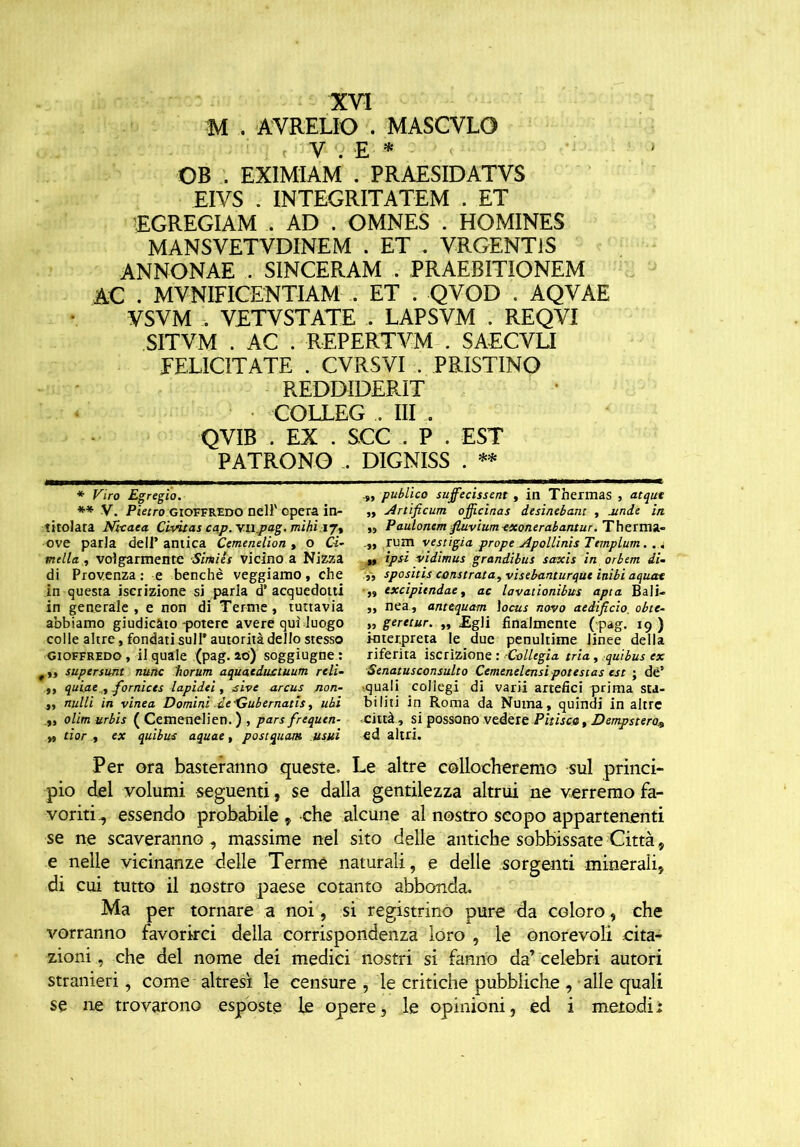 XVI
M . AVRELIO . MASCVLO
V . E *
OB . EXIMIAM . PRAESIDATVS
EIVS . INTEGRITATEM . ET
EGREGIAM . AD . OMNES . HOMINES
MANSVETVDINEM . ET . VRGENTIS
ANNONAE . SINCERAM . PRAEBITIONEM
AC . MVNIFICENTIAM . ET . QVOD . AQVAE
VSVM . VETVSTATE . LAPSVM . REQVI
SITVM . AC . REPERTVM . SAECVLI
FELICITATE . CVRSVI . PRISTINO
REDDIDERIT
COLLEG . III .
QVIB . EX . SCC . P . EST
PATRONO . DIGNISS . **
* Viro Egregio.
** V. Pietro GIOFFREDO nell' opera in-
titolata Nicaea Civitas cap. VII pag. mihi 17,
ove parla dell' antica Cemenelion , o Ci-
mella , volgarmente Simiés vicino a Nizza
di Provenza : e benchè veggiamo , che
in questa iscrizione si parla d' acquedotti
in generale , e non di Terme , tuttavia
abbiamo giudicàto potere avere qui luogo
colle altre , fondati sull' autorità dello stesso
GIOFFREDO , il quale (pag. 20) soggiugne :
„ supersunt nunc horum aquaeductuum reli-
„ quiae , fornices lapidei , sive arcus non-
„ nulli in vinea Domini de Gubernatis, ubi
„ olim urbis ( Cemenelien. ) , pars frequen-
„ tior , ex quibus aquae , postquam usui
„ publico suffecissent , in Thermas , atque
„ Artificum officinas desinebant , unde in
„ Paulonem fluvium exonerabantur. Therma-
„ rum vestigia prope Apollinis Templum . . .
„ ipsi vidimus grandibus saxis in orbem di-
„ spositis constrata, visebanturque inibi aquae
„ excipiendae, ac lavationibus apta Bali-
„ nea , antequam locus novo aedificio obte-
„ geretur. „ Egli finalmente ( pag. 19 )
interpreta le due penultime linee della
riferita iscrizione : Collegia tria , quibus ex
Senatusconsulto Cemenelensi potestas est ; de'
quali collegi di varii artefici prima sta-
biliti in Roma da Numa, quindi in altre
città, si possono vedere Pitisco , Dempstero,
ed altri.
Per ora basteranno queste. Le altre collocheremo sul princi-
pio del volumi seguenti, se dalla gentilezza altrui ne verremo fa-
voriti , essendo probabile , che alcune al nostro scopo appartenenti
se ne scaveranno , massime nel sito delle antiche sobbissate Città,
e nelle vicinanze delle Terme naturali, e delle sorgenti minerali,
di cui tutto il nostro paese cotanto abbonda.
Ma per tornare a noi , si registrino pure da coloro , che
vorranno favorirci della corrispondenza loro , le onorevoli cita-
zioni , che del nome dei medici nostri si fanno da' celebri autori
stranieri , come altresì le censure , le critiche pubbliche , alle quali
se ne trovarono esposte le opere , le opinioni , ed i metodi :